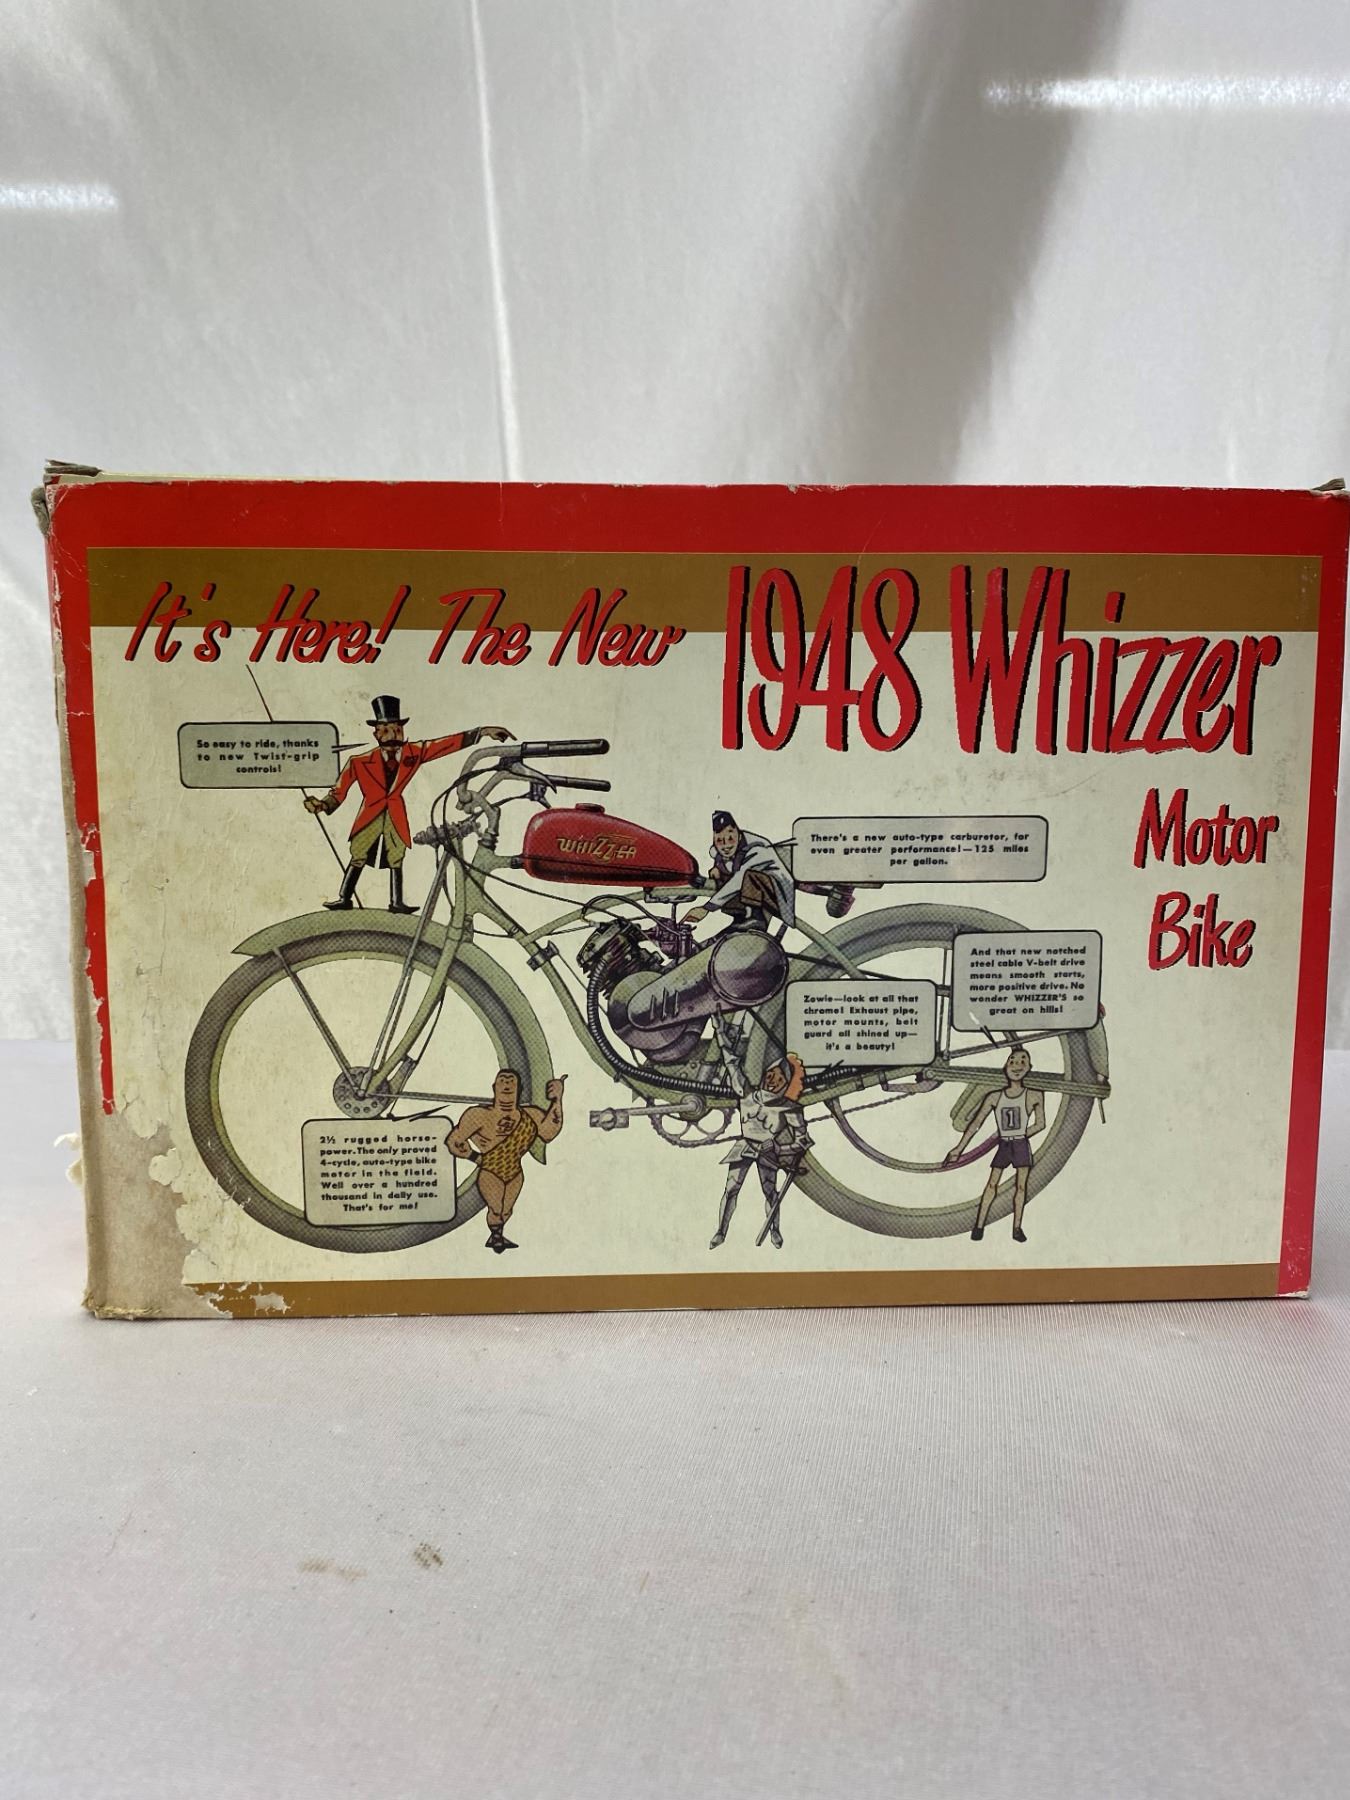 It's Here! The New
1948 Whizzer
Motor
Bike
So easy to ride, thanks
to new Twist-grip
controls!
WHIZZER
There's a new auto-type carburetor, for
even greater performance!—125 miles
per gallon.
And that new notched
steel cable V-belt drive
means smooth starts,
more positive drive. No
wonder WHIZZER'S so
great on hills!
Zowie—look at all that
chrome! Exhaust pipe,
motor mounts, belt
guard all shined up—
it's a beauty!
1
2½ rugged horse-
power. The only proved
4-cycle, auto-type bike
motor in the field.
Well over a hundred
thousand in daily use.
That's for me!